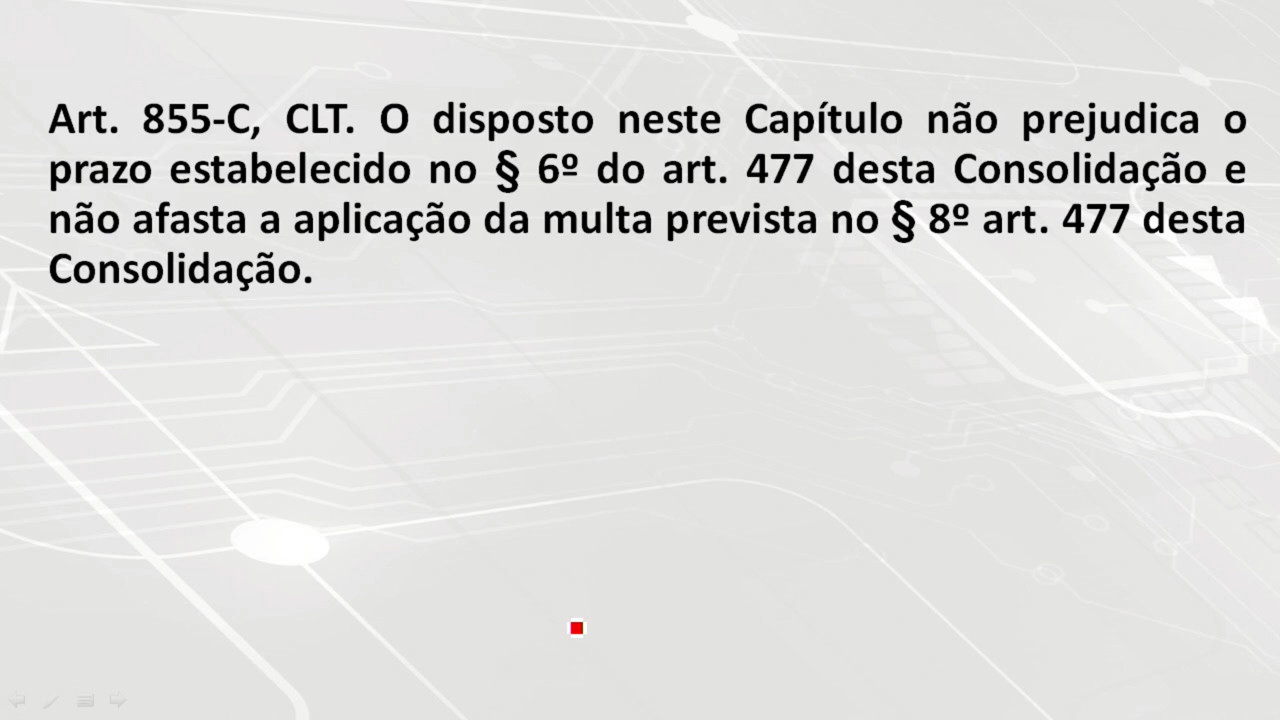 Art. 855-C, CLT. O disposto neste Capítulo não prejudica o
prazo estabelecido no § 6º do art. 477 desta Consolidação e
não afasta a aplicação da multa prevista no § 8º art. 477 desta
Consolidação.